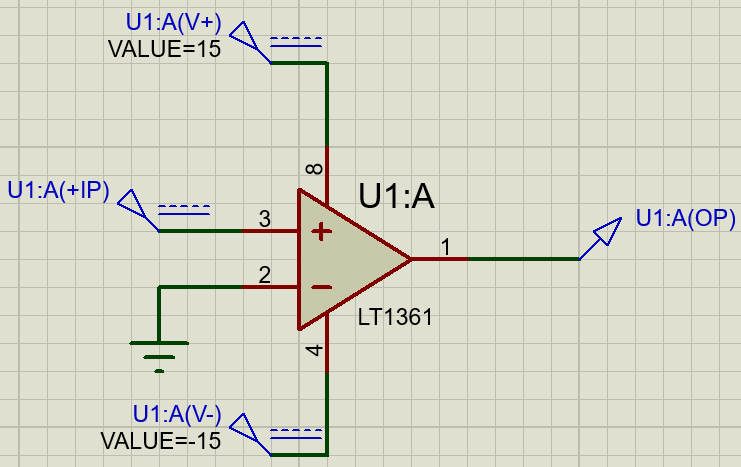 U1:A(V+)
VALUE=15
8
U1:A
U1:A(+IP)
3
U1:A(OP)
1
2
LT1361
4
U1:A(V-)
VALUE=-15